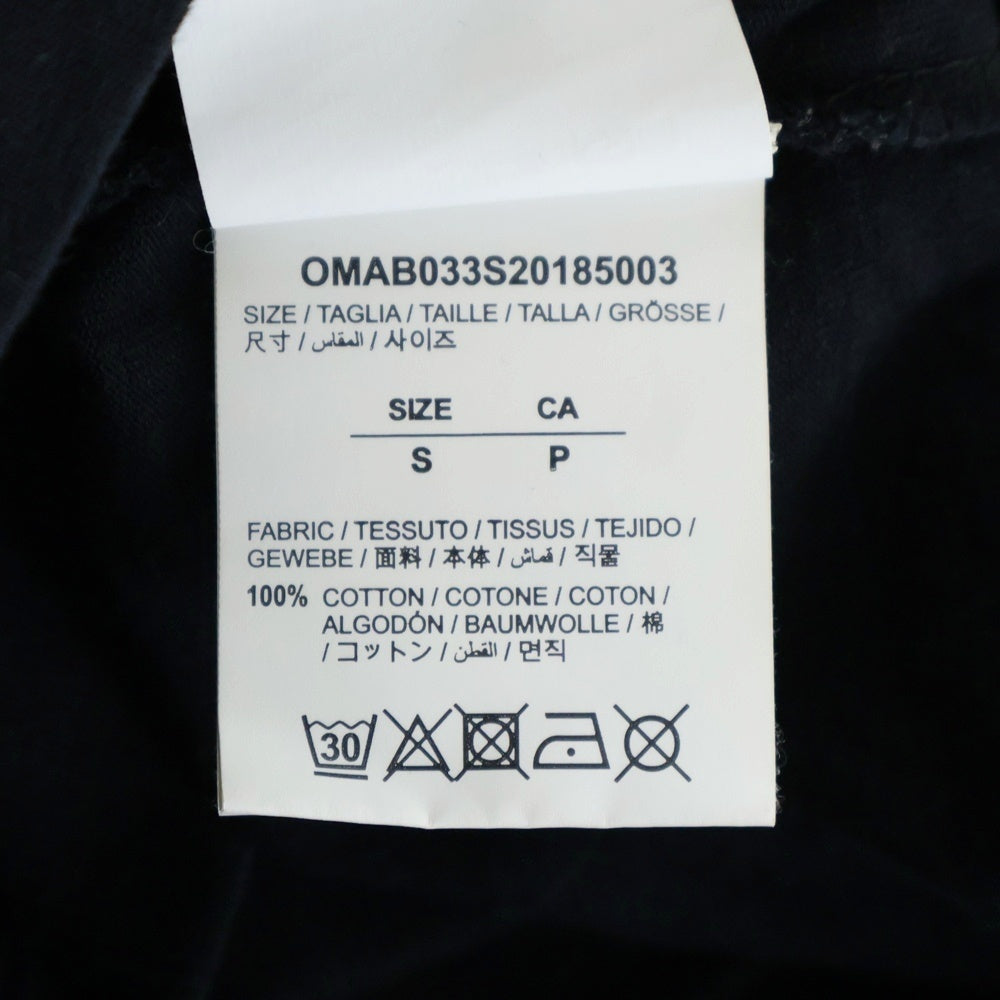 OMAB033S20185003
SIZE / TAGLIA / TAILLE / TALLA / GRÖSSE /
尺寸 / المقاس / 사이즈
SIZE CA
S P
FABRIC / TESSUTO / TISSUS / TEJIDO /
GEWEBE / 面料 / 本体 / قماش / 직물
100% COTTON / COTONE / COTON /
ALGODÓN / BAUMWOLLE / 棉
/ コットン / القطن / 면직
30